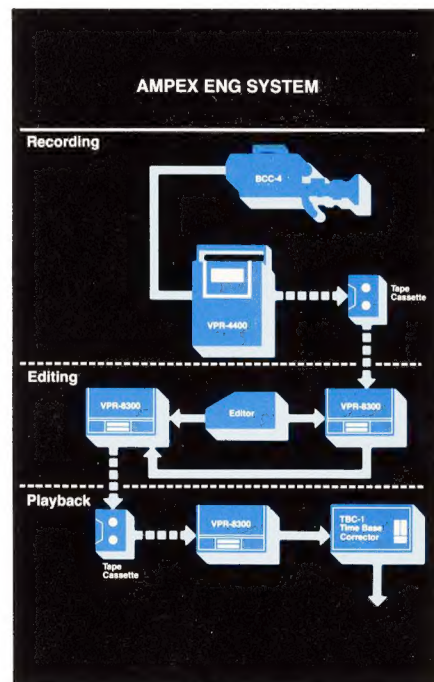 AMPEX ENG SYSTEM
Recording
BCC-4
VPR-4400
Tape
Cassette
Editing
VPR-8300
Editor
VPR-8300
Playback
Tape
Cassette
VPR-8300
TBC-1
Time Base
Corrector